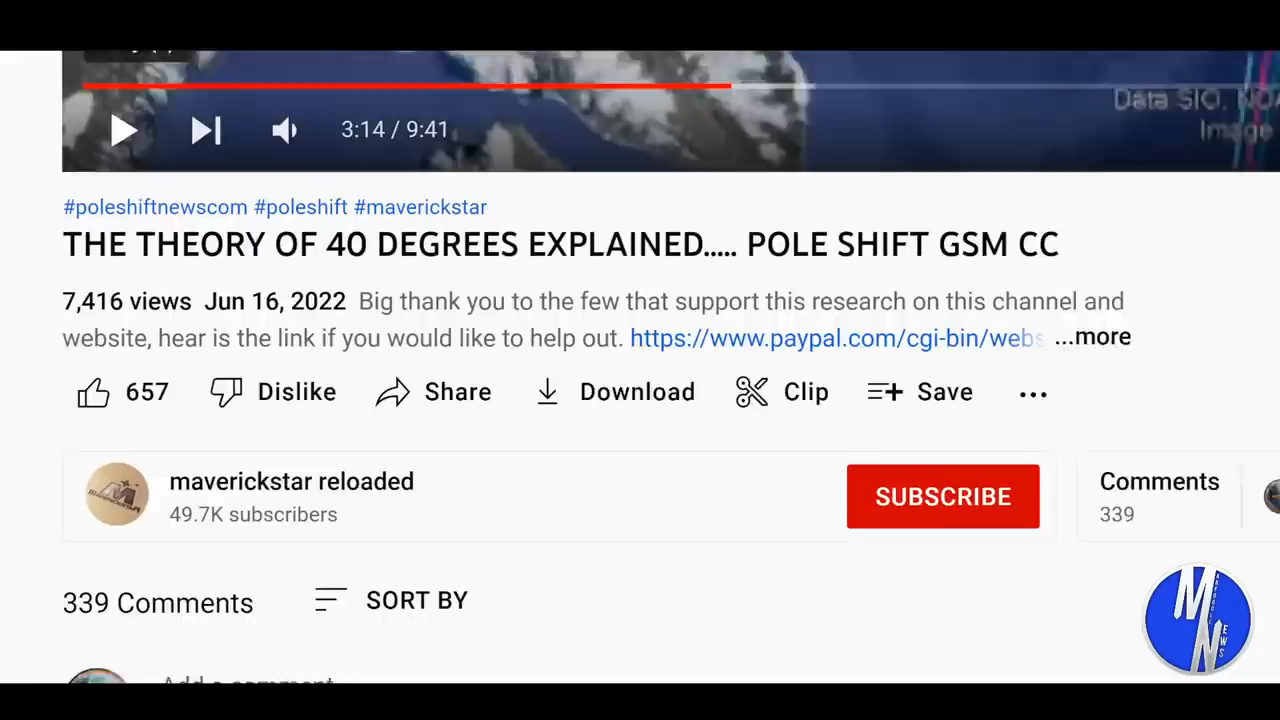 Data SIO,
Image
3:14 / 9:41
#poleshiftnewscom #poleshift #maverickstar
THE THEORY OF 40 DEGREES EXPLAINED..... POLE SHIFT GSM CC
7,416 views Jun 16, 2022 Big thank you to the few that support this research on this channel and
website, hear is the link if you would like to help out. https://www.paypal.com/cgi-bin/webs ...more
657 Dislike Share Download Clip Save
maverickstar reloaded
49.7K subscribers
SUBSCRIBE
Comments
339
339 Comments
SORT BY
Add a comment
MN
EWS